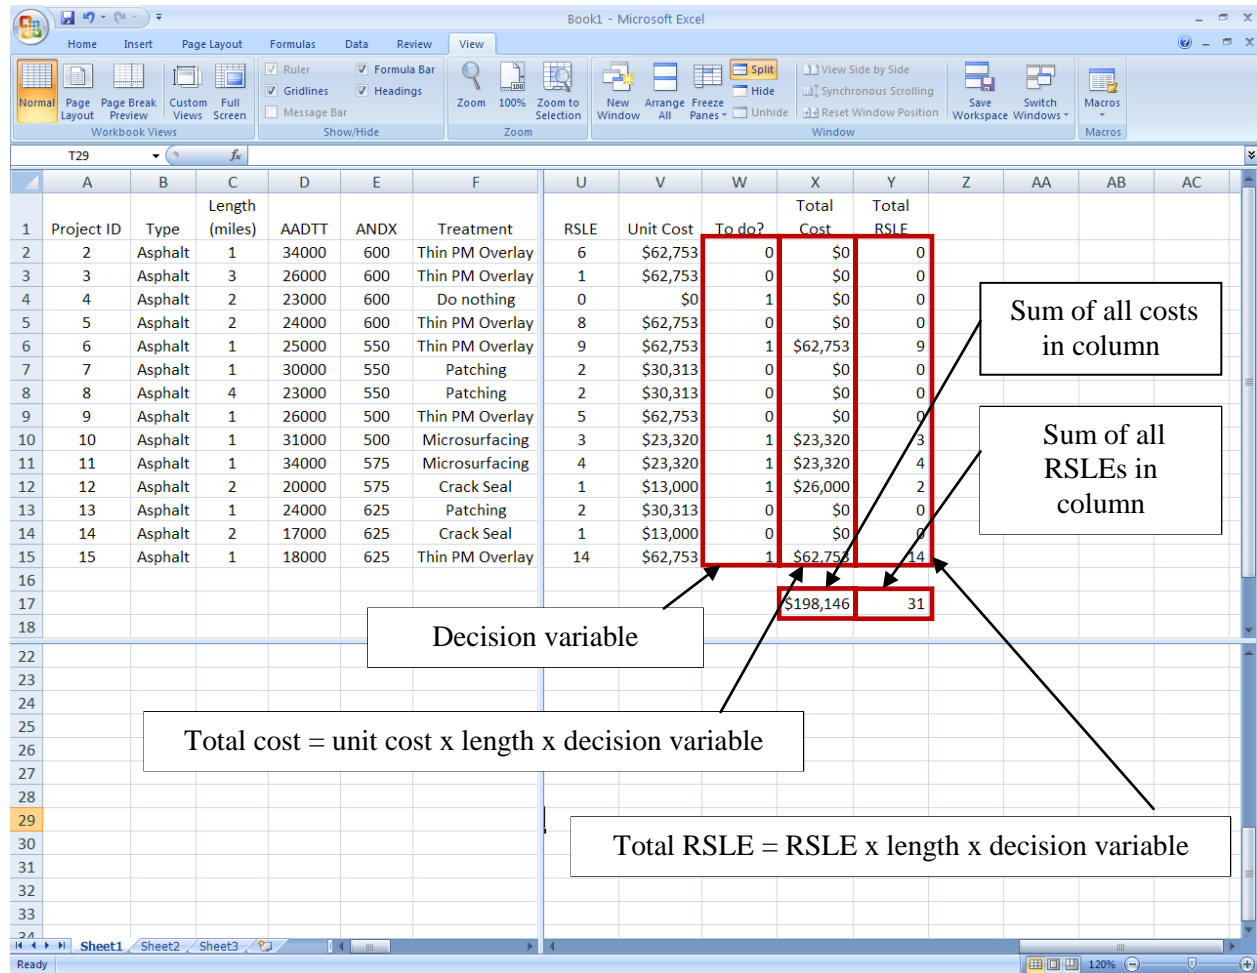 Book1 - Microsoft Excel
Home Insert Page Layout Formulas Data Review View
Normal Page Layout Page Break Preview Custom Views Full Screen
Workbook Views
Ruler Formula Bar
Gridlines Headings
Message Bar
Show/Hide
Zoom 100% Zoom to Selection
Zoom
New Window Arrange All Freeze Panes
Split View Side by Side
Hide Synchronous Scrolling
Unhide Reset Window Position
Save Workspace Switch Windows
Window
Macros
Macros
T29 fx
A B C D E F U V W X Y Z AA AB AC
1 Project ID Type Length (miles) AADTT ANDX Treatment RSLE Unit Cost To do? Total Cost Total RSLE
2 2 Asphalt 1 34000 600 Thin PM Overlay 6 $62,753 0 $0 0
3 3 Asphalt 3 26000 600 Thin PM Overlay 1 $62,753 0 $0 0
4 4 Asphalt 2 23000 600 Do nothing 0 $0 1 $0 0
5 5 Asphalt 2 24000 600 Thin PM Overlay 8 $62,753 0 $0 0
6 6 Asphalt 1 25000 550 Thin PM Overlay 9 $62,753 1 $62,753 9
7 7 Asphalt 1 30000 550 Patching 2 $30,313 0 $0 0
8 8 Asphalt 4 23000 550 Patching 2 $30,313 0 $0 0
9 9 Asphalt 1 26000 500 Thin PM Overlay 5 $62,753 0 $0 0
10 10 Asphalt 1 31000 500 Microsurfacing 3 $23,320 1 $23,320 3
11 11 Asphalt 1 34000 575 Microsurfacing 4 $23,320 1 $23,320 4
12 12 Asphalt 2 20000 575 Crack Seal 1 $13,000 1 $26,000 2
13 13 Asphalt 1 24000 625 Patching 2 $30,313 0 $0 0
14 14 Asphalt 2 17000 625 Crack Seal 1 $13,000 0 $0 0
15 15 Asphalt 1 18000 625 Thin PM Overlay 14 $62,753 1 $62,753 14
16
17 $198,146 31
18
Sum of all costs
in column
Sum of all
RSLEs in
column
Decision variable
22
23
24
25
26
27
28
29
30
31
32
33
34
Total cost = unit cost x length x decision variable
Total RSLE = RSLE x length x decision variable
Sheet1 Sheet2 Sheet3
Ready 120%